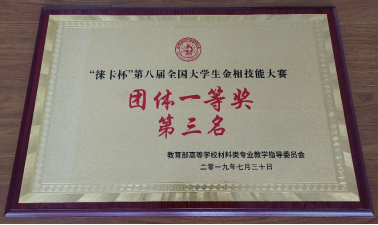 “徕卡杯”第八届全国大学生金相技能大赛
团体一等奖
第三名
教育部高等学校材料类专业教学指导委员会
二零一九年七月三十日